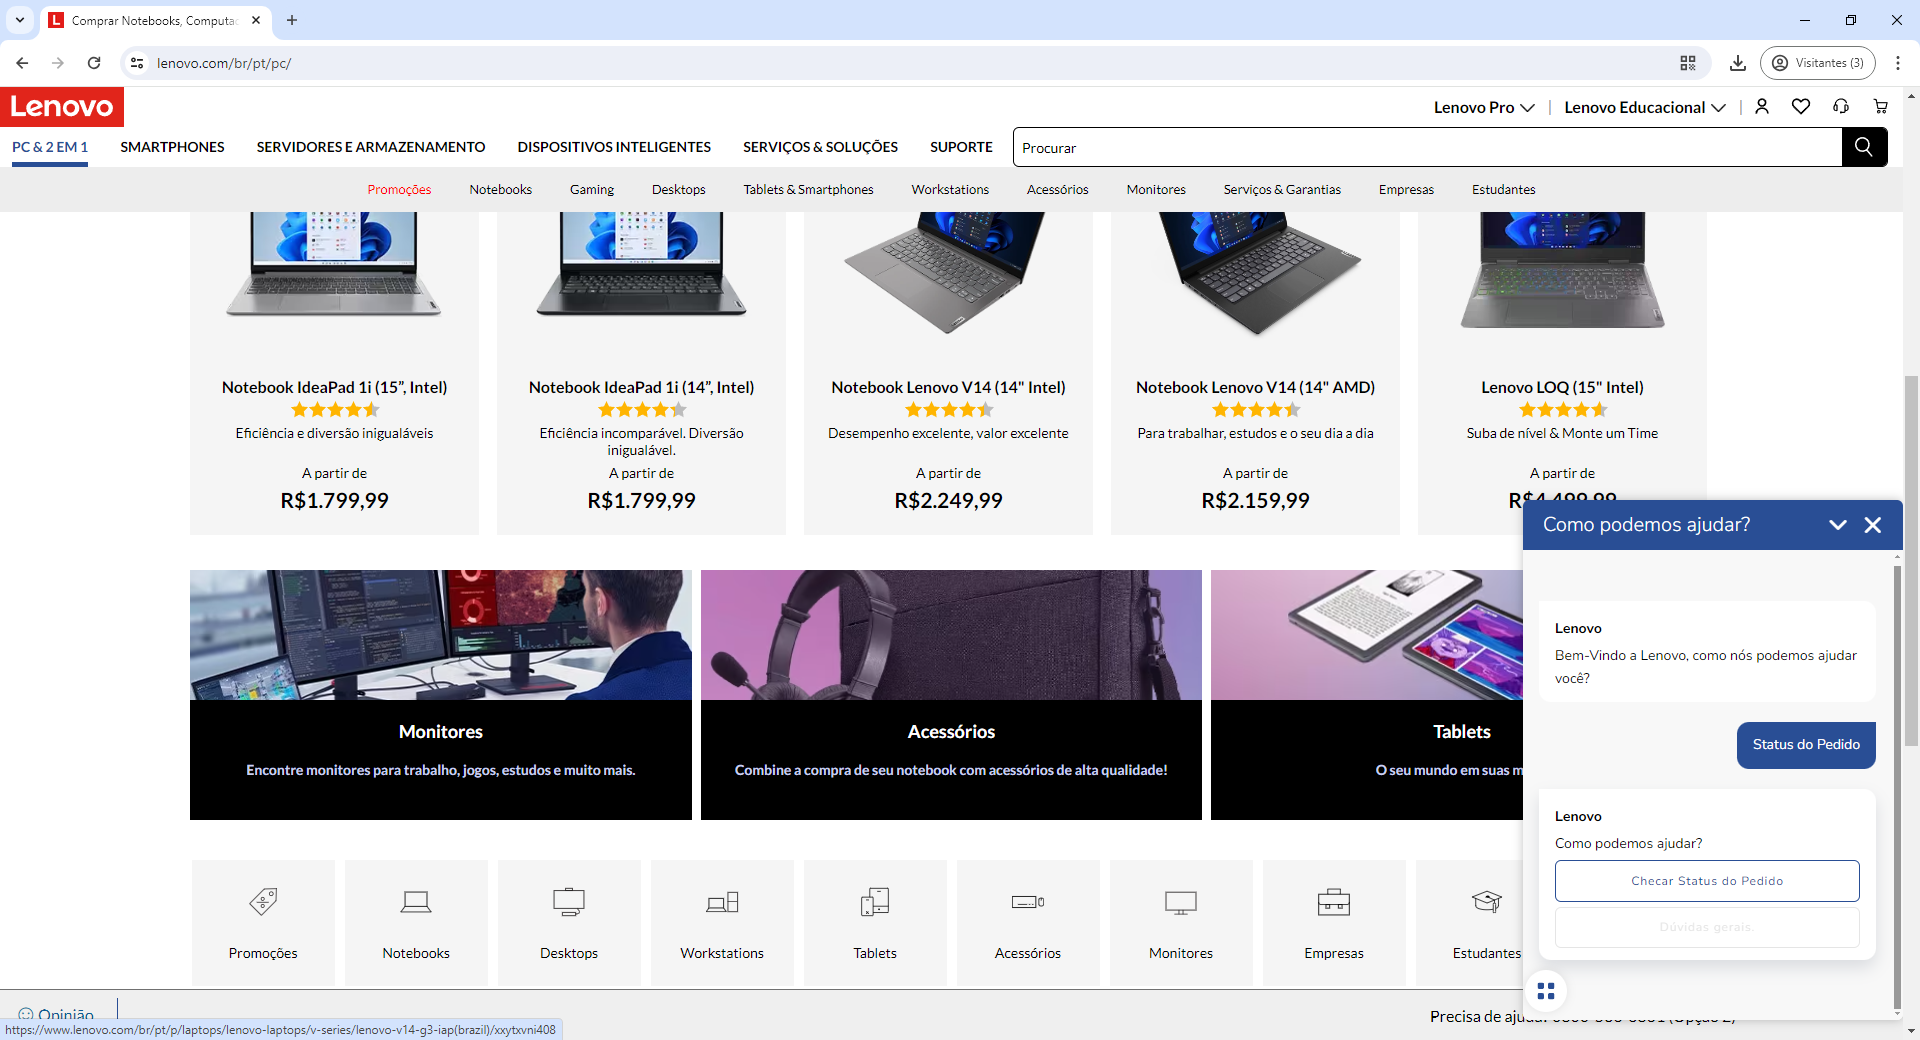 Comprar Notebooks, Computad
lenovo.com/br/pt/pc/
Visitantes (3)
Lenovo
Lenovo Pro
Lenovo Educacional
PC & 2 EM 1
SMARTPHONES
SERVIDORES E ARMAZENAMENTO
DISPOSITIVOS INTELIGENTES
SERVIÇOS & SOLUÇÕES
SUPORTE
Procurar
Promoções
Notebooks
Gaming
Desktops
Tablets & Smartphones
Workstations
Acessórios
Monitores
Serviços & Garantias
Empresas
Estudantes
Notebook IdeaPad 1i (15”, Intel)
Eficiência e diversão inigualáveis
A partir de
R$1.799,99
Notebook IdeaPad 1i (14”, Intel)
Eficiência incomparável. Diversão
inigualável.
A partir de
R$1.799,99
Notebook Lenovo V14 (14" Intel)
Desempenho excelente, valor excelente
A partir de
R$2.249,99
Notebook Lenovo V14 (14" AMD)
Para trabalhar, estudos e o seu dia a dia
A partir de
R$2.159,99
Lenovo LOQ (15" Intel)
Suba de nível & Monte um Time
A partir de
R$4.499,99
Monitores
Encontre monitores para trabalho, jogos, estudos e muito mais.
Acessórios
Combine a compra de seu notebook com acessórios de alta qualidade!
Tablets
O seu mundo em suas m
Promoções
Notebooks
Desktops
Workstations
Tablets
Acessórios
Monitores
Empresas
Estudantes
Como podemos ajudar?
Lenovo
Bem-Vindo a Lenovo, como nós podemos ajudar
você?
Status do Pedido
Lenovo
Como podemos ajudar?
Checar Status do Pedido
Dúvidas gerais.
Opinião
Precisa de ajud
https://www.lenovo.com/br/pt/p/laptops/lenovo-laptops/v-series/lenovo-v14-g3-iap(brazil)/xxytxvni408